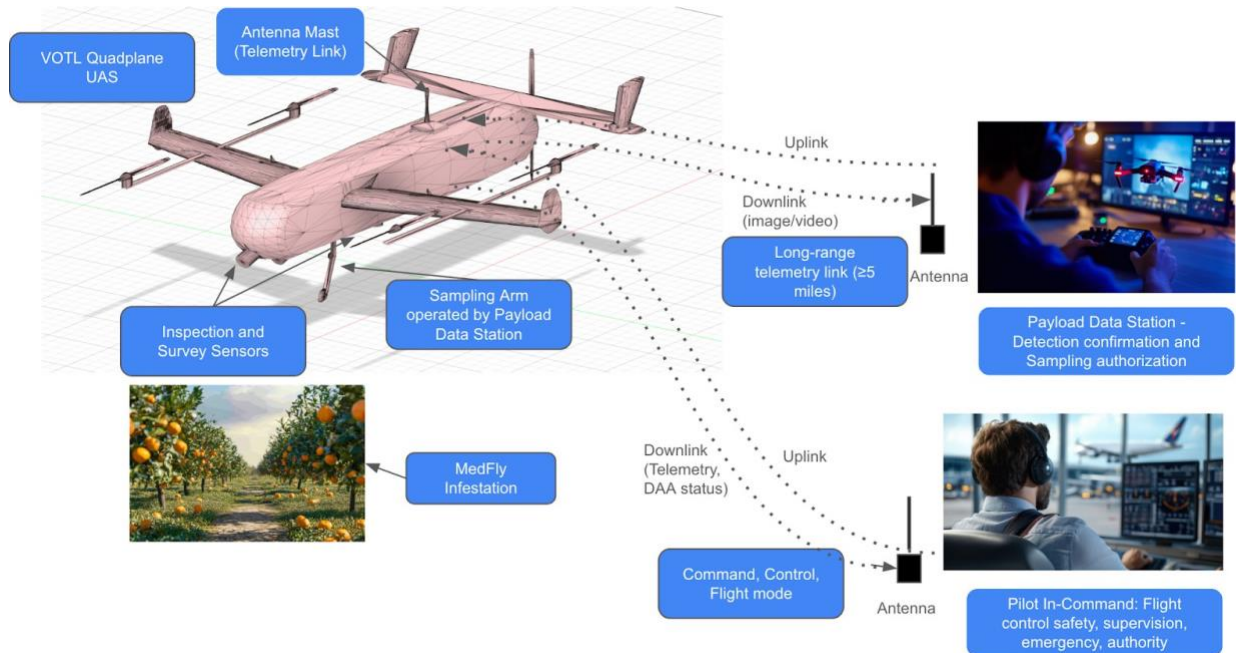 VOTL Quadplane
UAS
Antenna Mast
(Telemetry Link)
Uplink
Downlink
(image/video)
Long-range
telemetry link (≥5
miles)
Antenna
Sampling Arm
operated by Payload
Data Station
Inspection and
Survey Sensors
Payload Data Station -
Detection confirmation and
Sampling authorization
MedFly
Infestation
Downlink
(Telemetry,
DAA status)
Uplink
Command, Control,
Flight mode
Antenna
Pilot In-Command: Flight
control safety, supervision,
emergency, authority